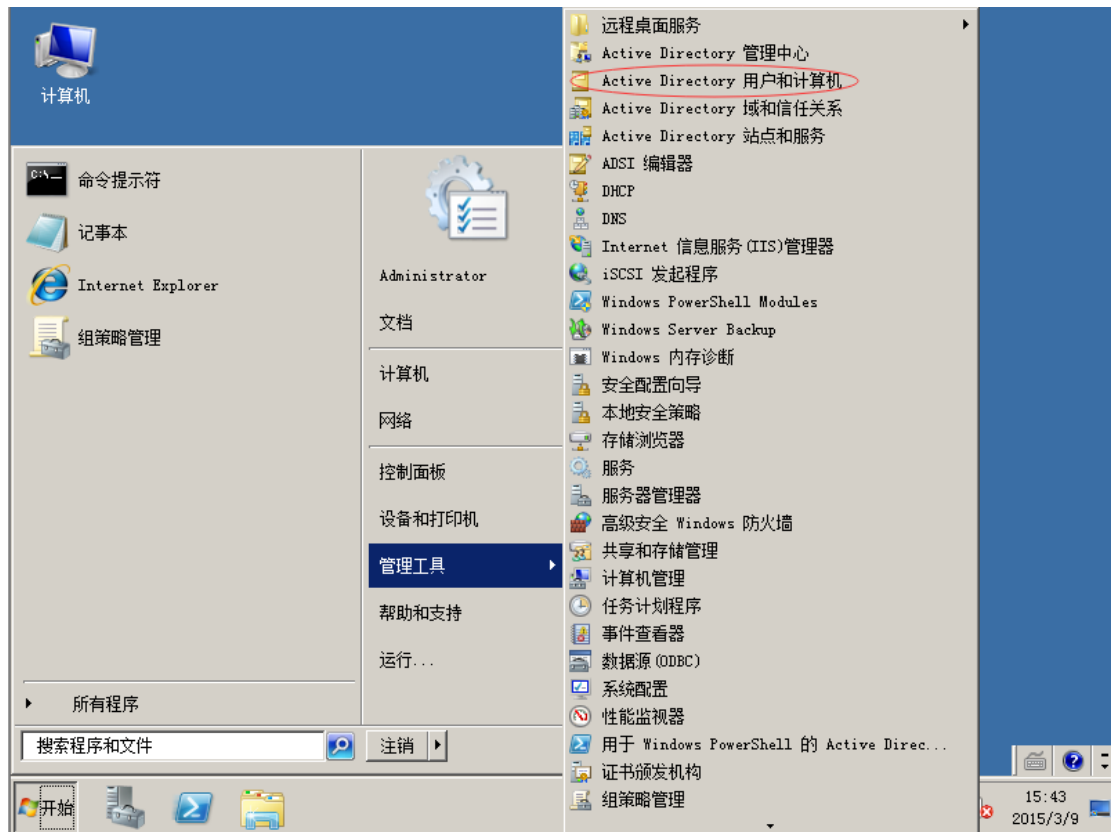 计算机
命令提示符
记事本
Internet Explorer
组策略管理
所有程序
搜索程序和文件
Administrator
文档
计算机
网络
控制面板
设备和打印机
管理工具
帮助和支持
运行...
注销
远程桌面服务
Active Directory 管理中心
Active Directory 用户和计算机
Active Directory 域和信任关系
Active Directory 站点和服务
ADSI 编辑器
DHCP
DNS
Internet 信息服务(IIS)管理器
iSCSI 发起程序
Windows PowerShell Modules
Windows Server Backup
Windows 内存诊断
安全配置向导
本地安全策略
存储浏览器
服务
服务器管理器
高级安全 Windows 防火墙
共享和存储管理
计算机管理
任务计划程序
事件查看器
数据源(ODBC)
系统配置
性能监视器
用于 Windows PowerShell 的 Active Direc...
证书颁发机构
组策略管理
开始
15:43
2015/3/9